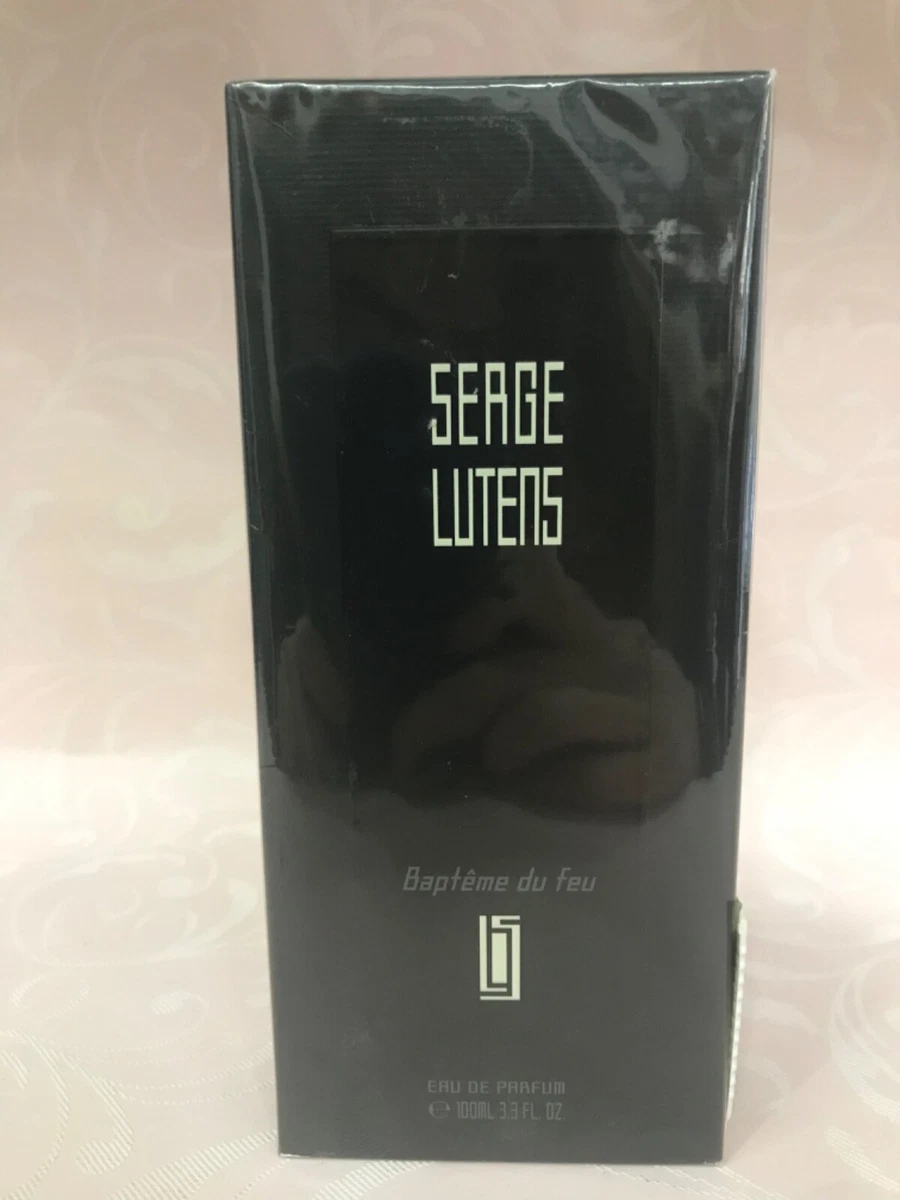 SERGE
LUTENS
Baptême du feu
EAU DE PARFUM
℮ 100ML 3.3 FL. OZ.